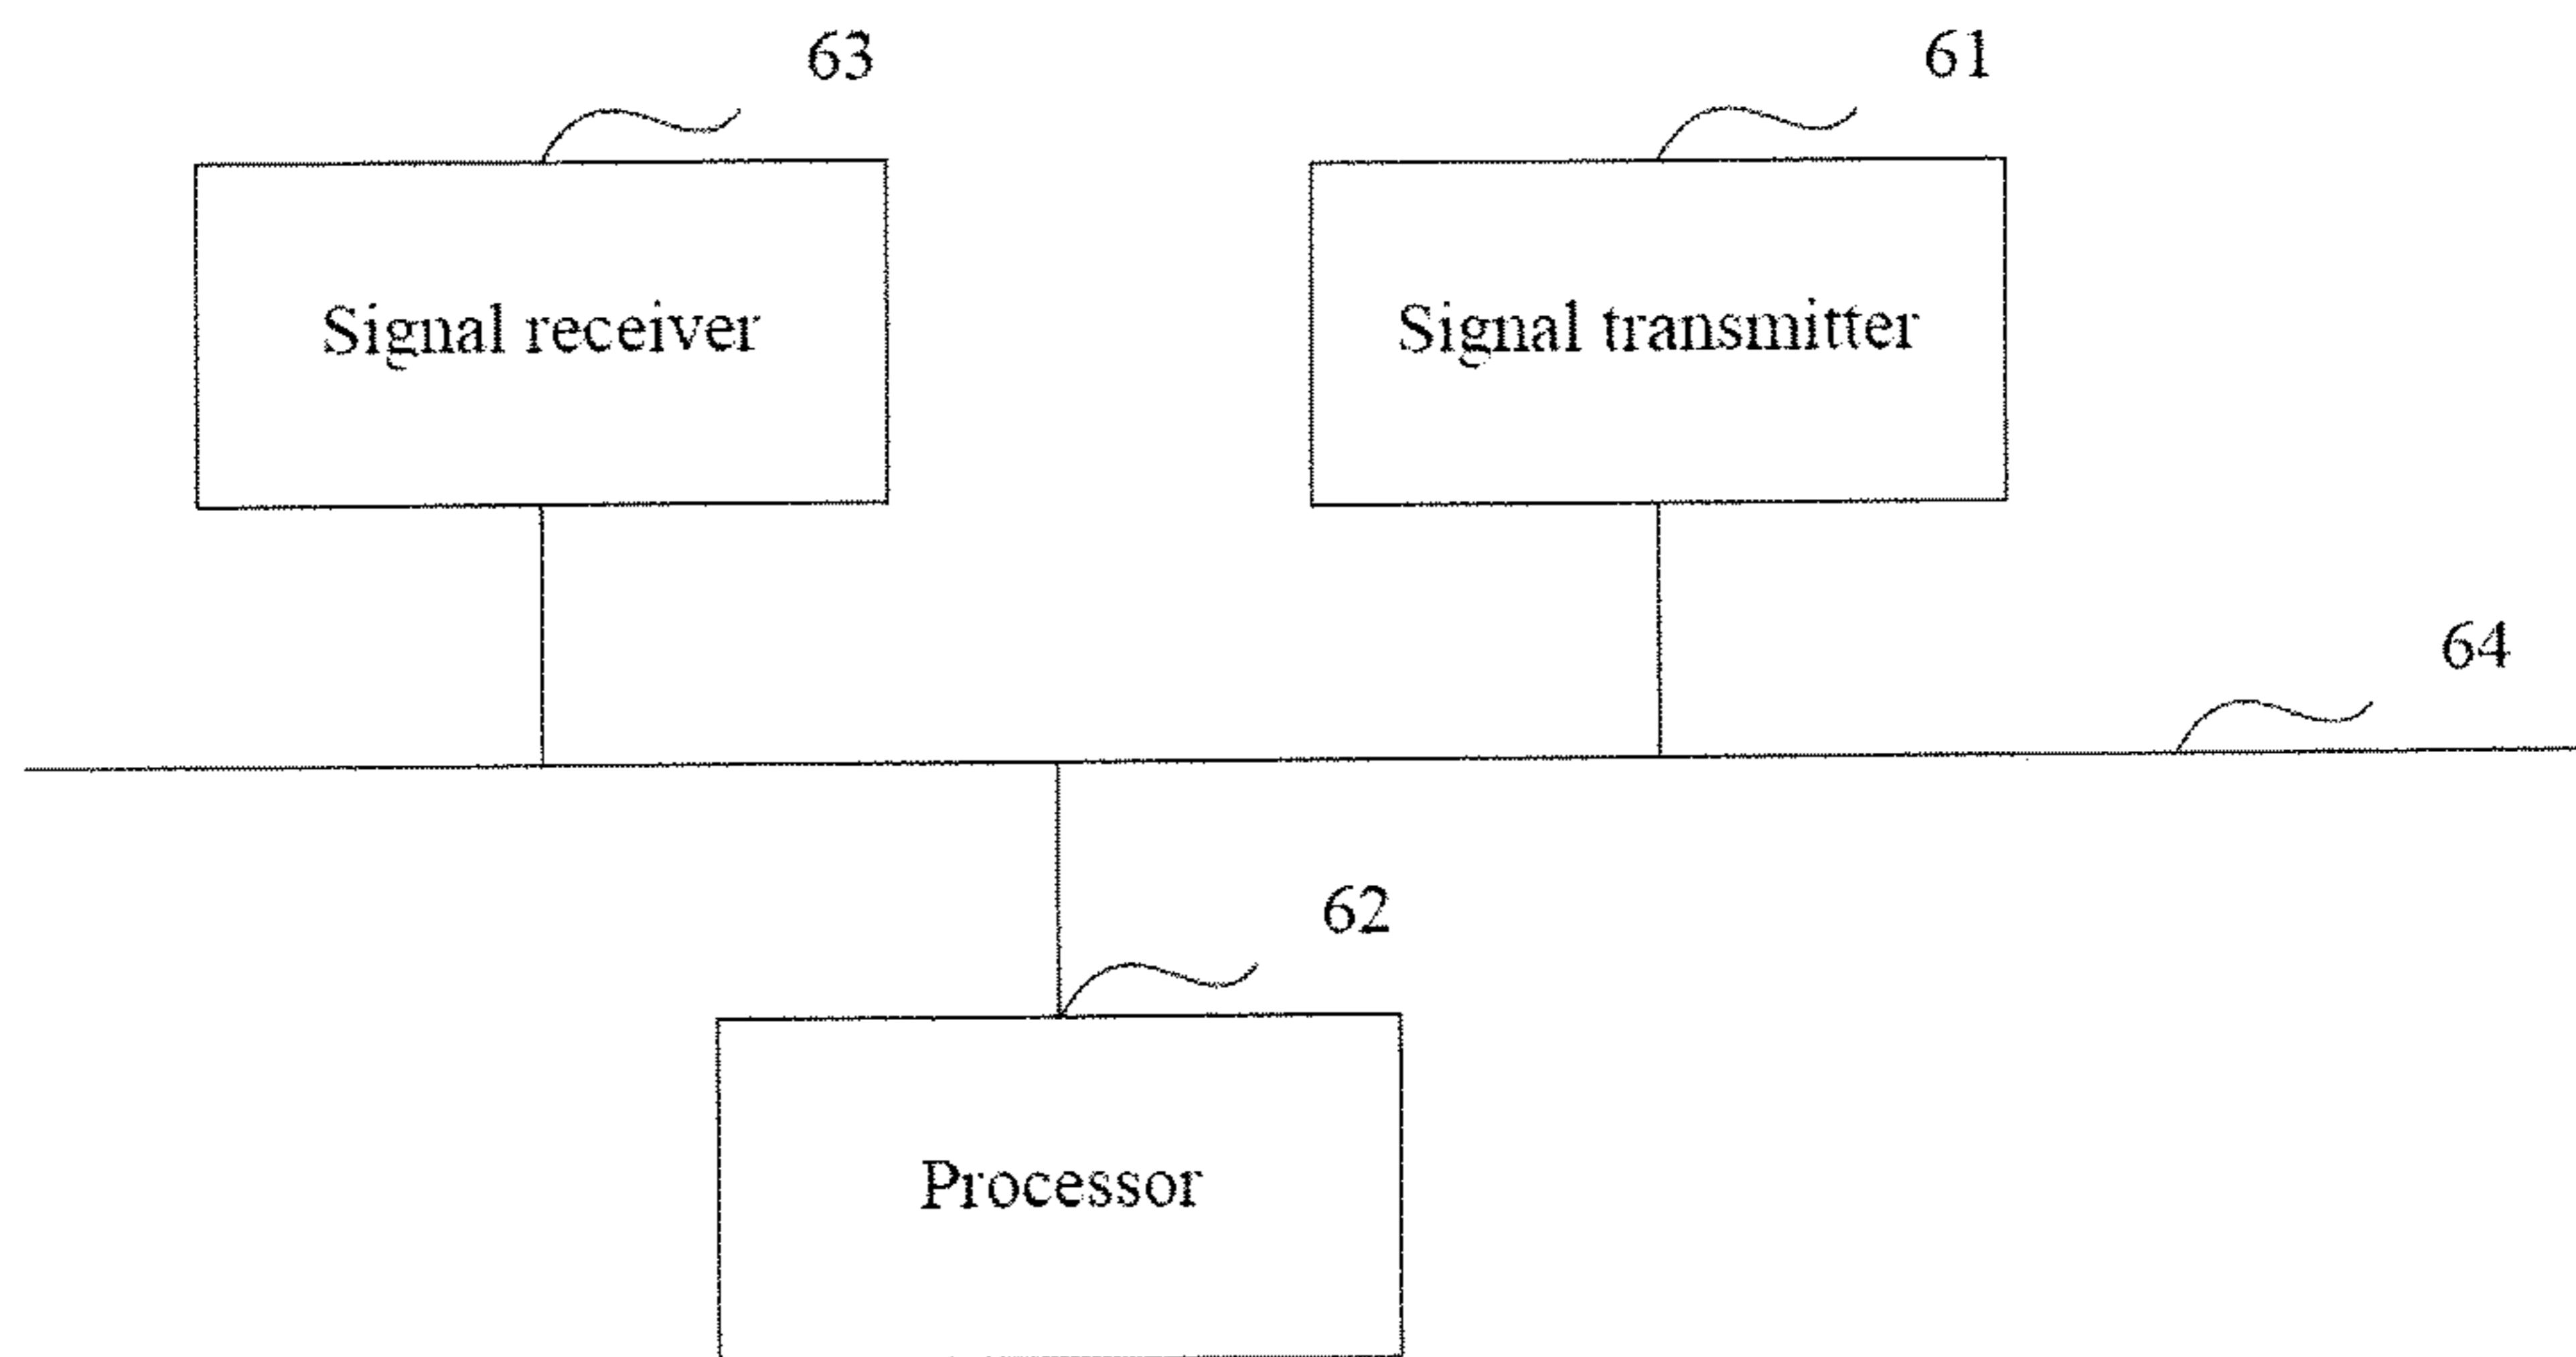 63
61
Signal receiver
Signal transmitter
64
62
Processor